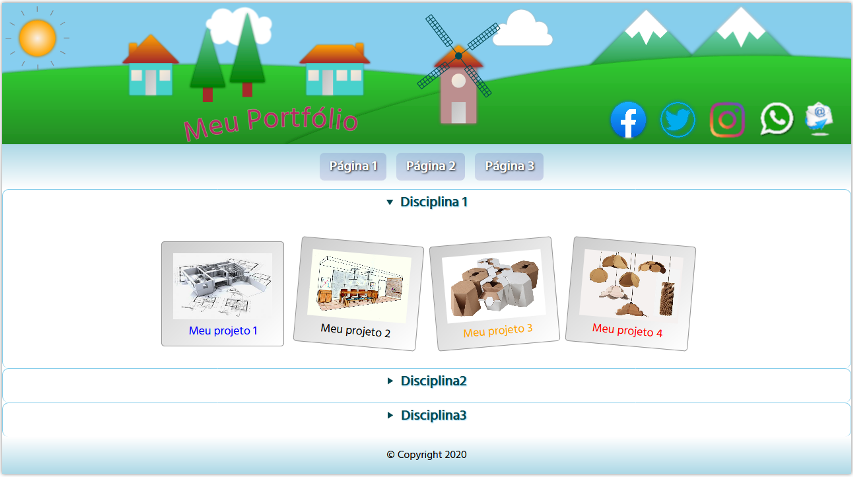 Meu Portfólio
Página 1 Página 2 Página 3
Disciplina 1
Meu projeto 1 Meu projeto 2 Meu projeto 3 Meu projeto 4
Disciplina2
Disciplina3
© Copyright 2020